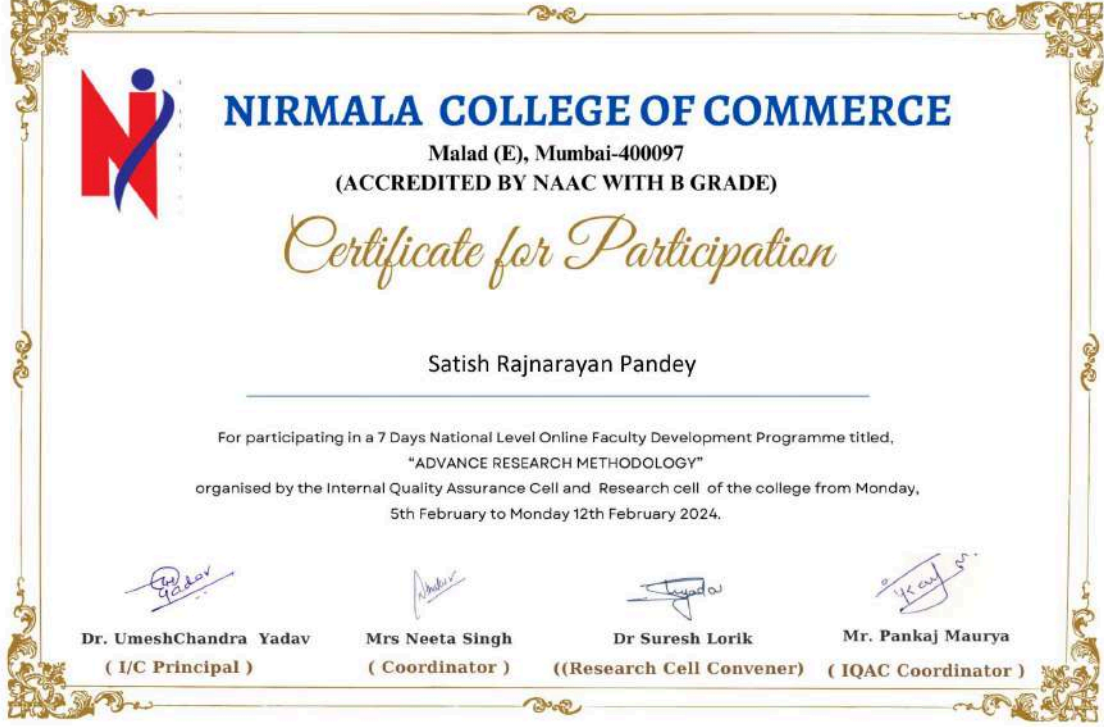 NIRMALA COLLEGE OF COMMERCE
Malad (E), Mumbai-400097
(ACCREDITED BY NAAC WITH B GRADE)
Certificate for Participation
Satish Rajnarayan Pandey
For participating in a 7 Days National Level Online Faculty Development Programme titled,
“ADVANCE RESEARCH METHODOLOGY”
organised by the Internal Quality Assurance Cell and Research cell of the college from Monday,
5th February to Monday 12th February 2024.
Dr. UmeshChandra Yadav
( I/C Principal )
Mrs Neeta Singh
( Coordinator )
Dr Suresh Lorik
((Research Cell Convener)
Mr. Pankaj Maurya
( IQAC Coordinator )